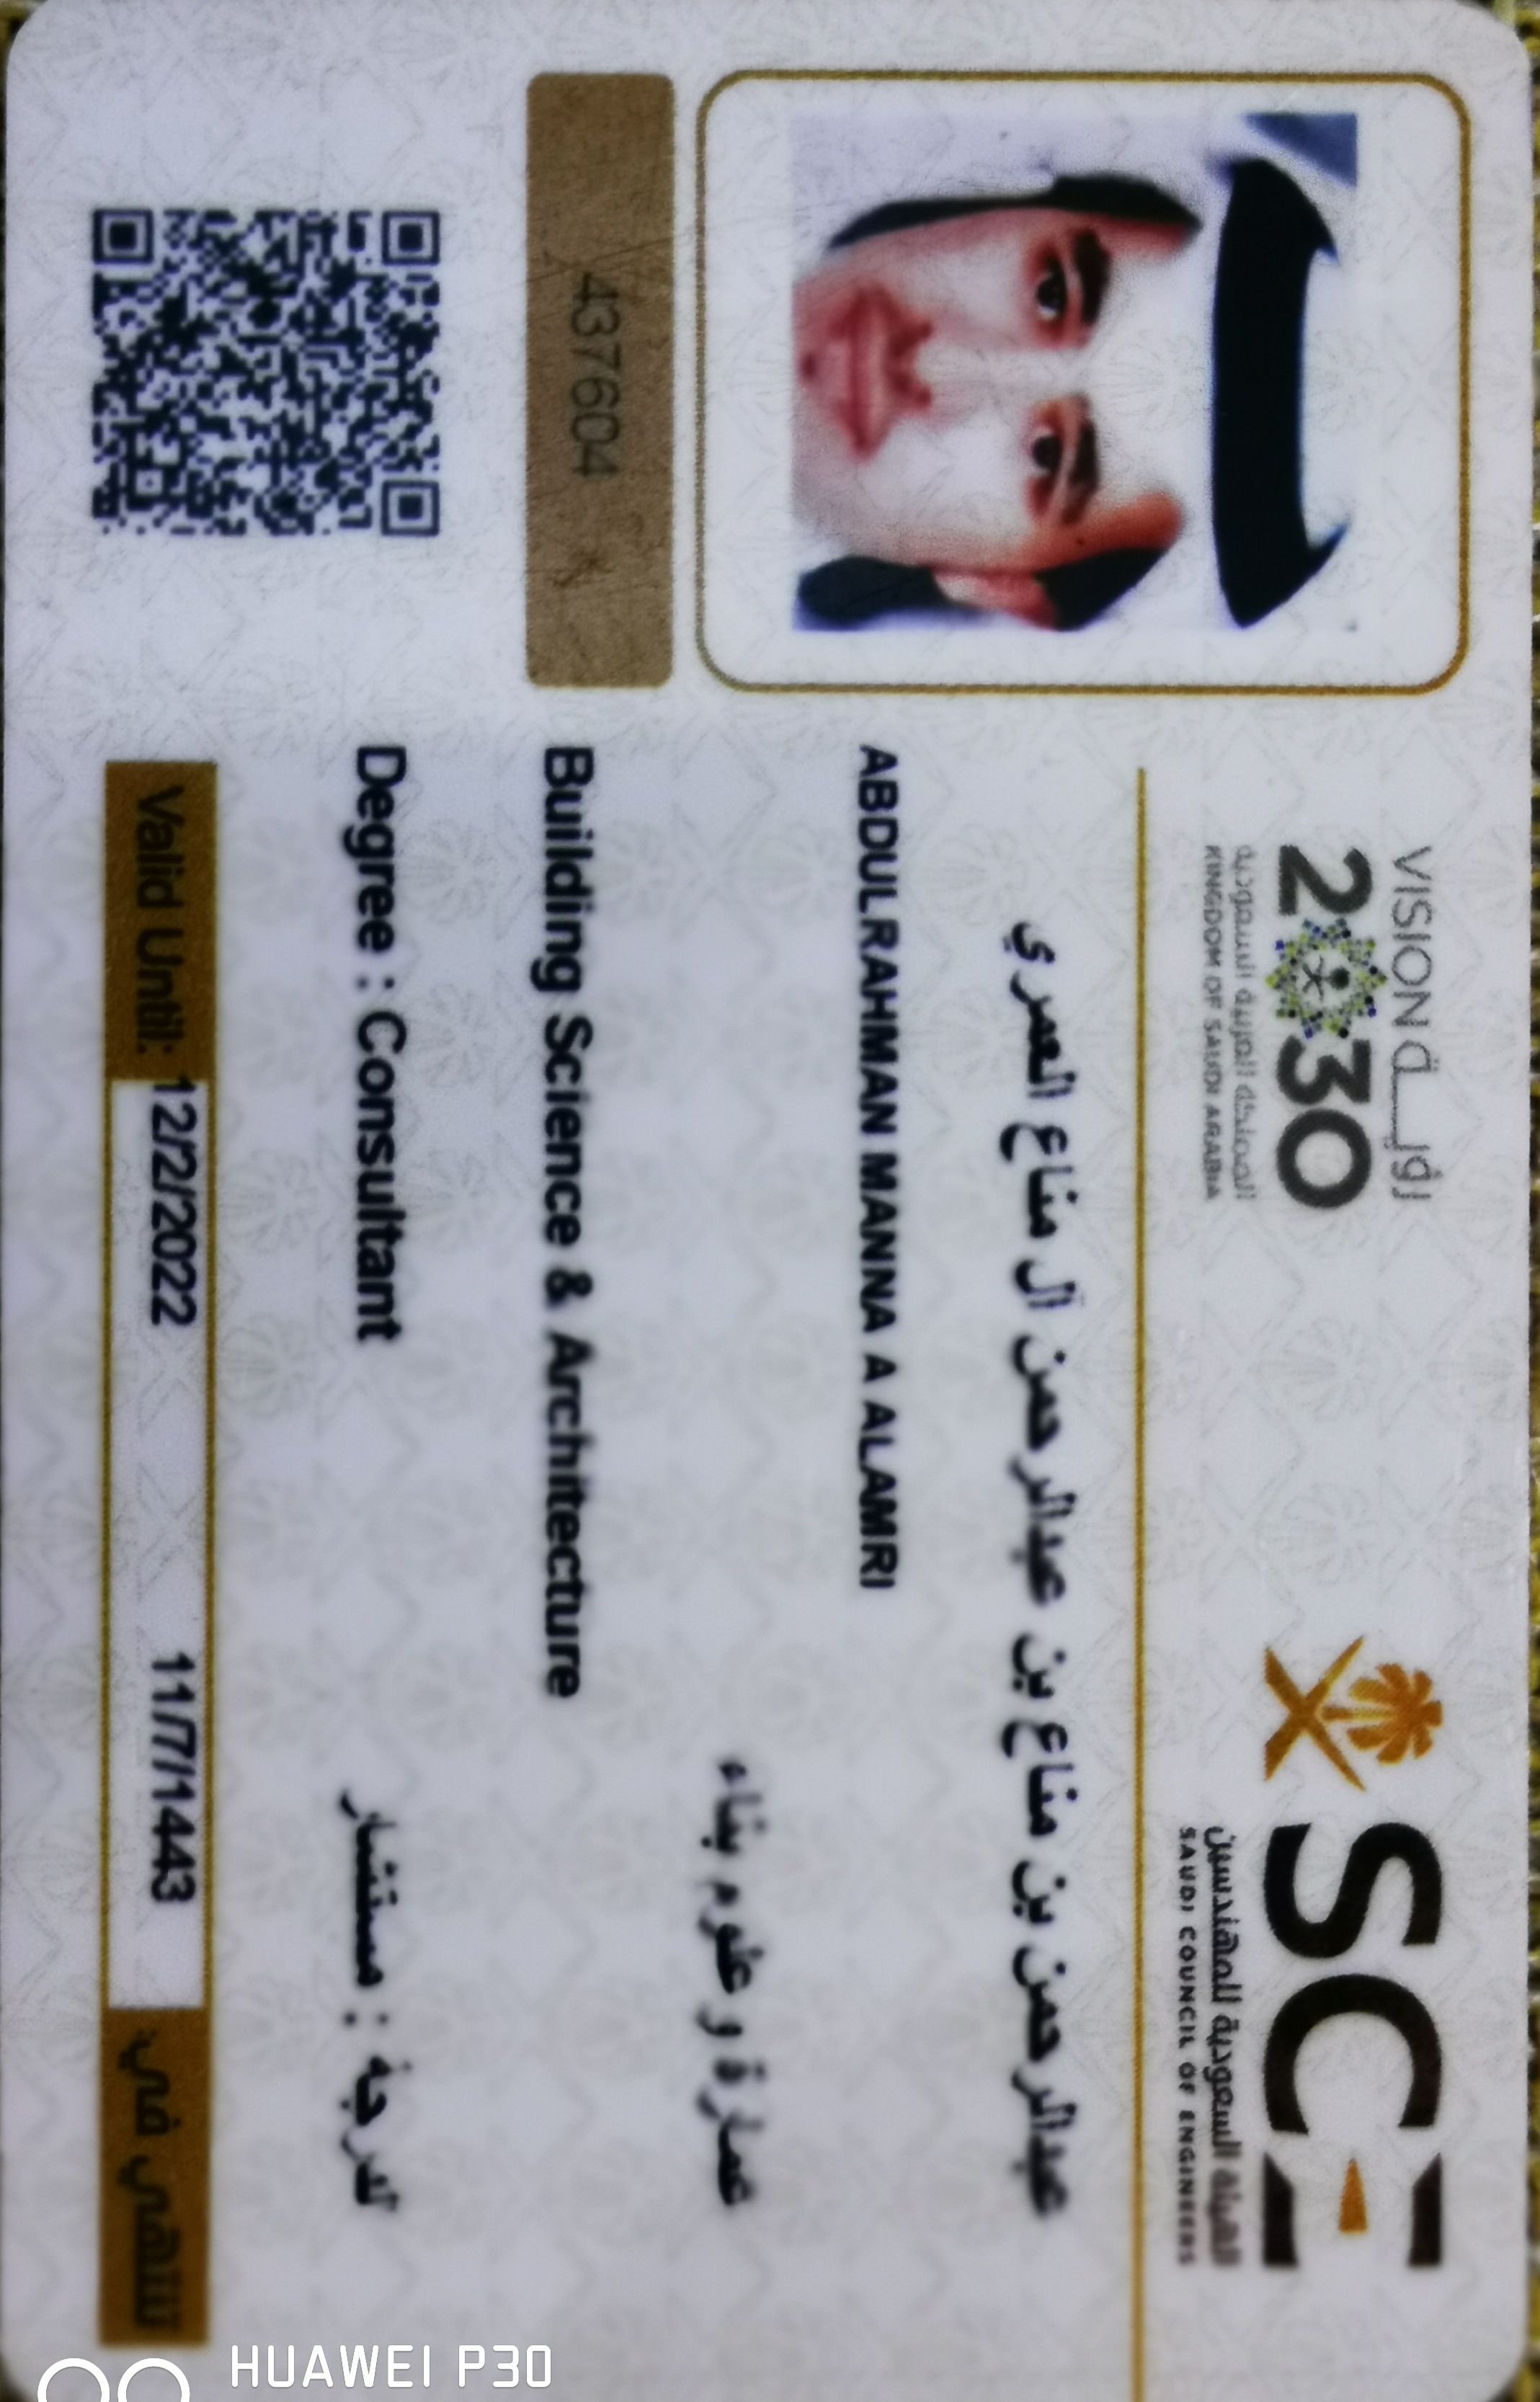 VISION رؤيـــة
2030
المملكة العربية السعودية
KINGDOM OF SAUDI ARABIA
SCE
الهيئة السعودية للمهندسين
SAUDI COUNCIL OF ENGINEERS
عبدالرحمن بن مناع بن عبدالرحمن آل مناع العمري
ABDULRAHMAN MANNA A ALAMRI
عمارة و علوم بناء
Building Science & Architecture
437604
الدرجة : مستشار
Degree : Consultant
Valid Until: 12/2/2022 11/7/1443 تنتهي في:
HUAWEI P30